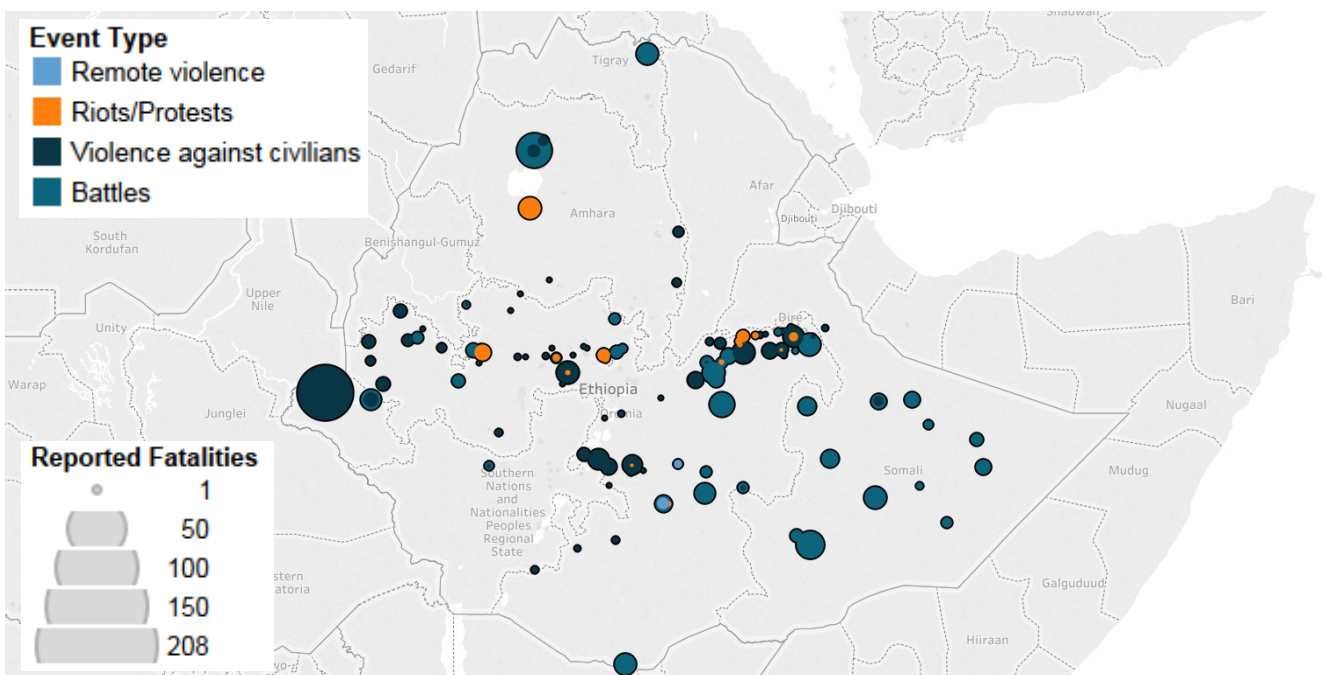 Event Type
Remote violence
Riots/Protests
Violence against civilians
Battles
Shabwah
Gedarif
Tigray
Afar
Djibouti
Djibouti
Amhara
South
Kordufan
Benishangul-Gumuz
Upper
Nile
Unity
Bari
Dire
Warap
Ethiopia
Junglei
Oromia
Nugaal
Somali
Mudug
Southern
Nations
and
Nationalities
Peoples
Regional
State
Galguduud
Hiiraan
Reported Fatalities
1
50
100
150
208